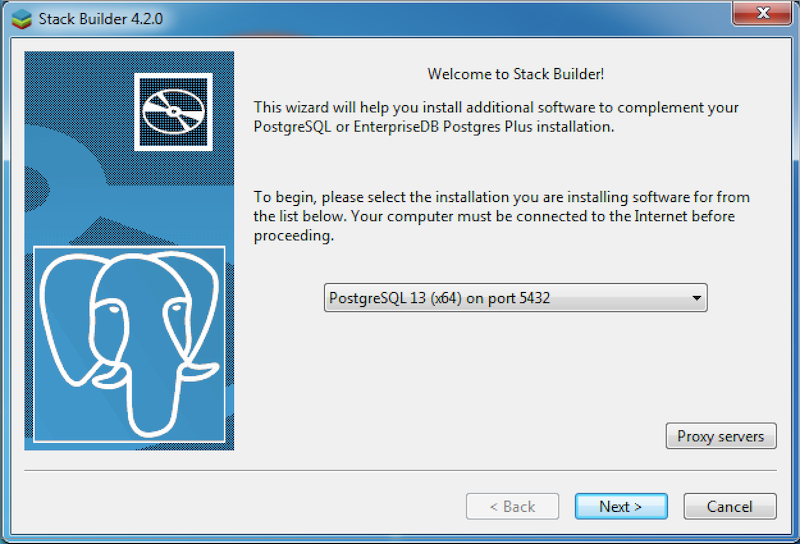 Stack Builder 4.2.0
Welcome to Stack Builder!
This wizard will help you install additional software to complement your
PostgreSQL or EnterpriseDB Postgres Plus installation.
To begin, please select the installation you are installing software for from
the list below. Your computer must be connected to the Internet before
proceeding.
PostgreSQL 13 (x64) on port 5432
Proxy servers
< Back
Next >
Cancel